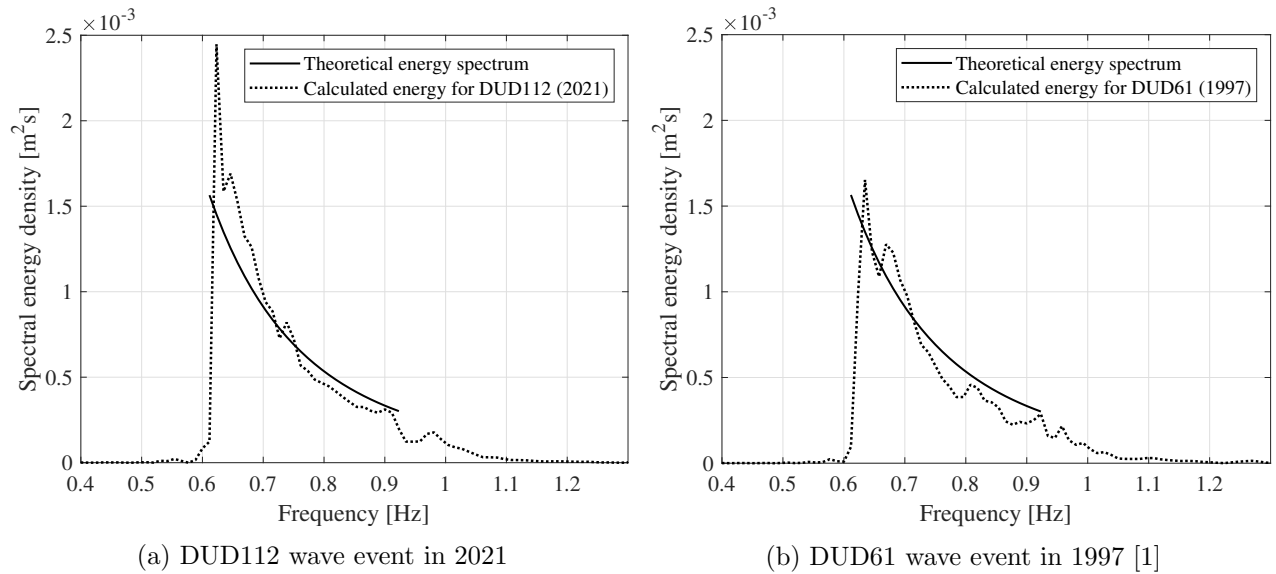 ×10⁻³
2.5
2
1.5
1
0.5
0
Spectral energy density [m²s]
Theoretical energy spectrum
Calculated energy for DUD112 (2021)
0.4 0.5 0.6 0.7 0.8 0.9 1 1.1 1.2
Frequency [Hz]
(a) DUD112 wave event in 2021
×10⁻³
2.5
2
1.5
1
0.5
0
Spectral energy density [m²s]
Theoretical energy spectrum
Calculated energy for DUD61 (1997)
0.4 0.5 0.6 0.7 0.8 0.9 1 1.1 1.2
Frequency [Hz]
(b) DUD61 wave event in 1997 [1]